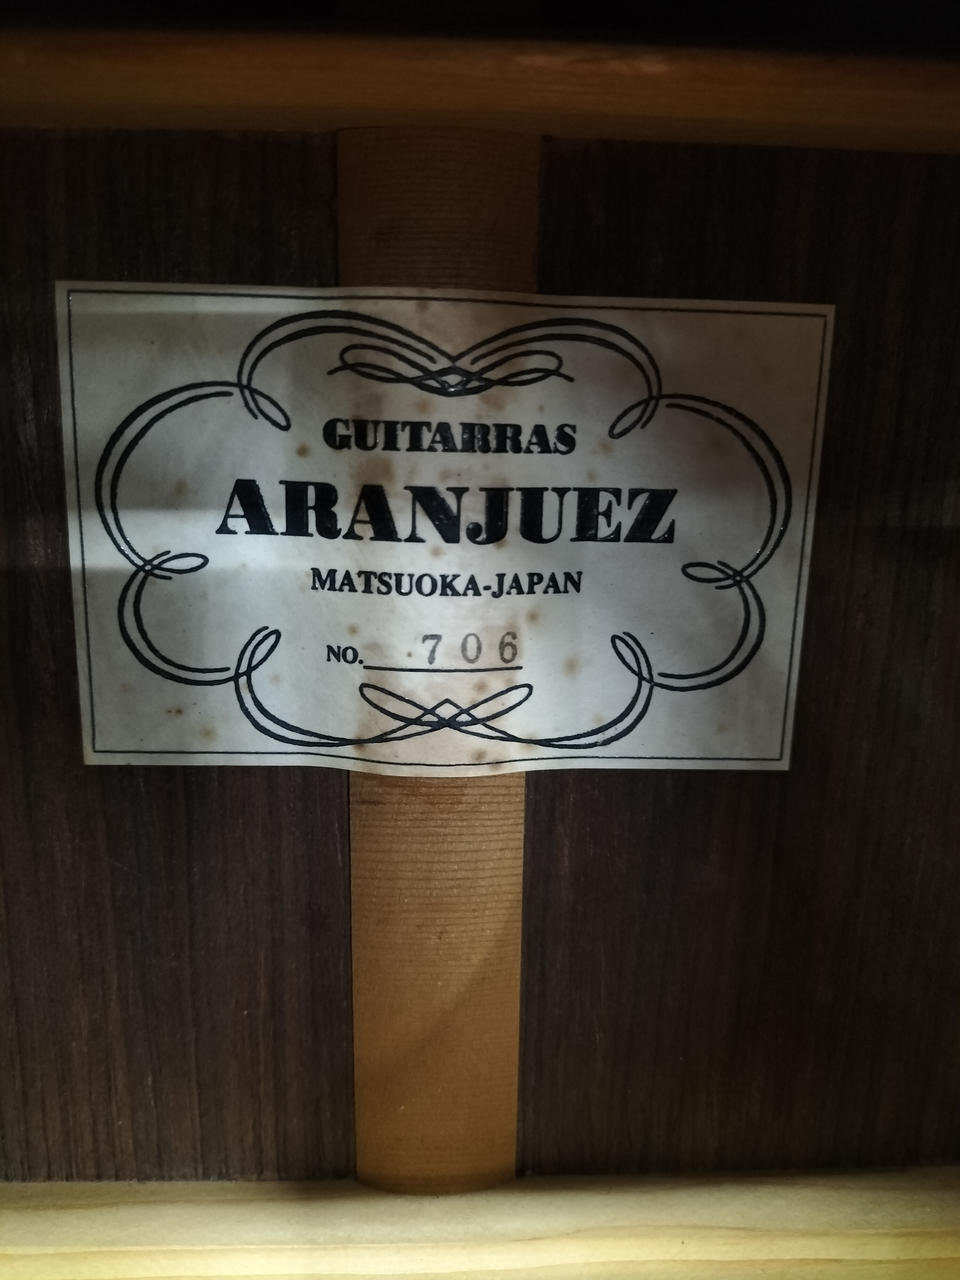 GUITARRAS
ARANJUEZ
MATSUOKA-JAPAN
NO. 706